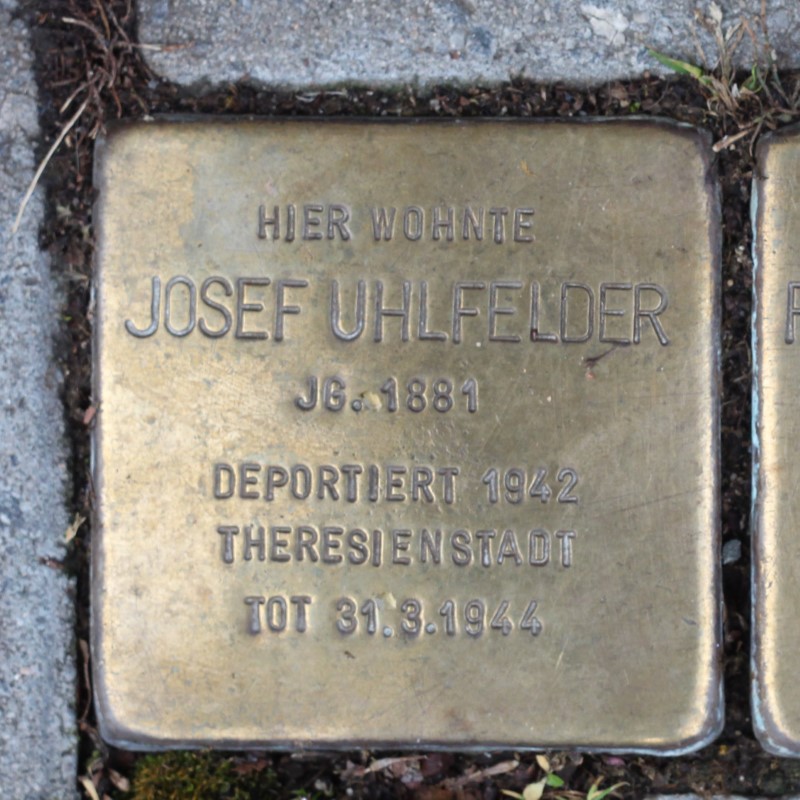 HIER WOHNTE
JOSEF UHLFELDER
JG. 1881
DEPORTIERT 1942
THERESIENSTADT
TOT 31.3.1944